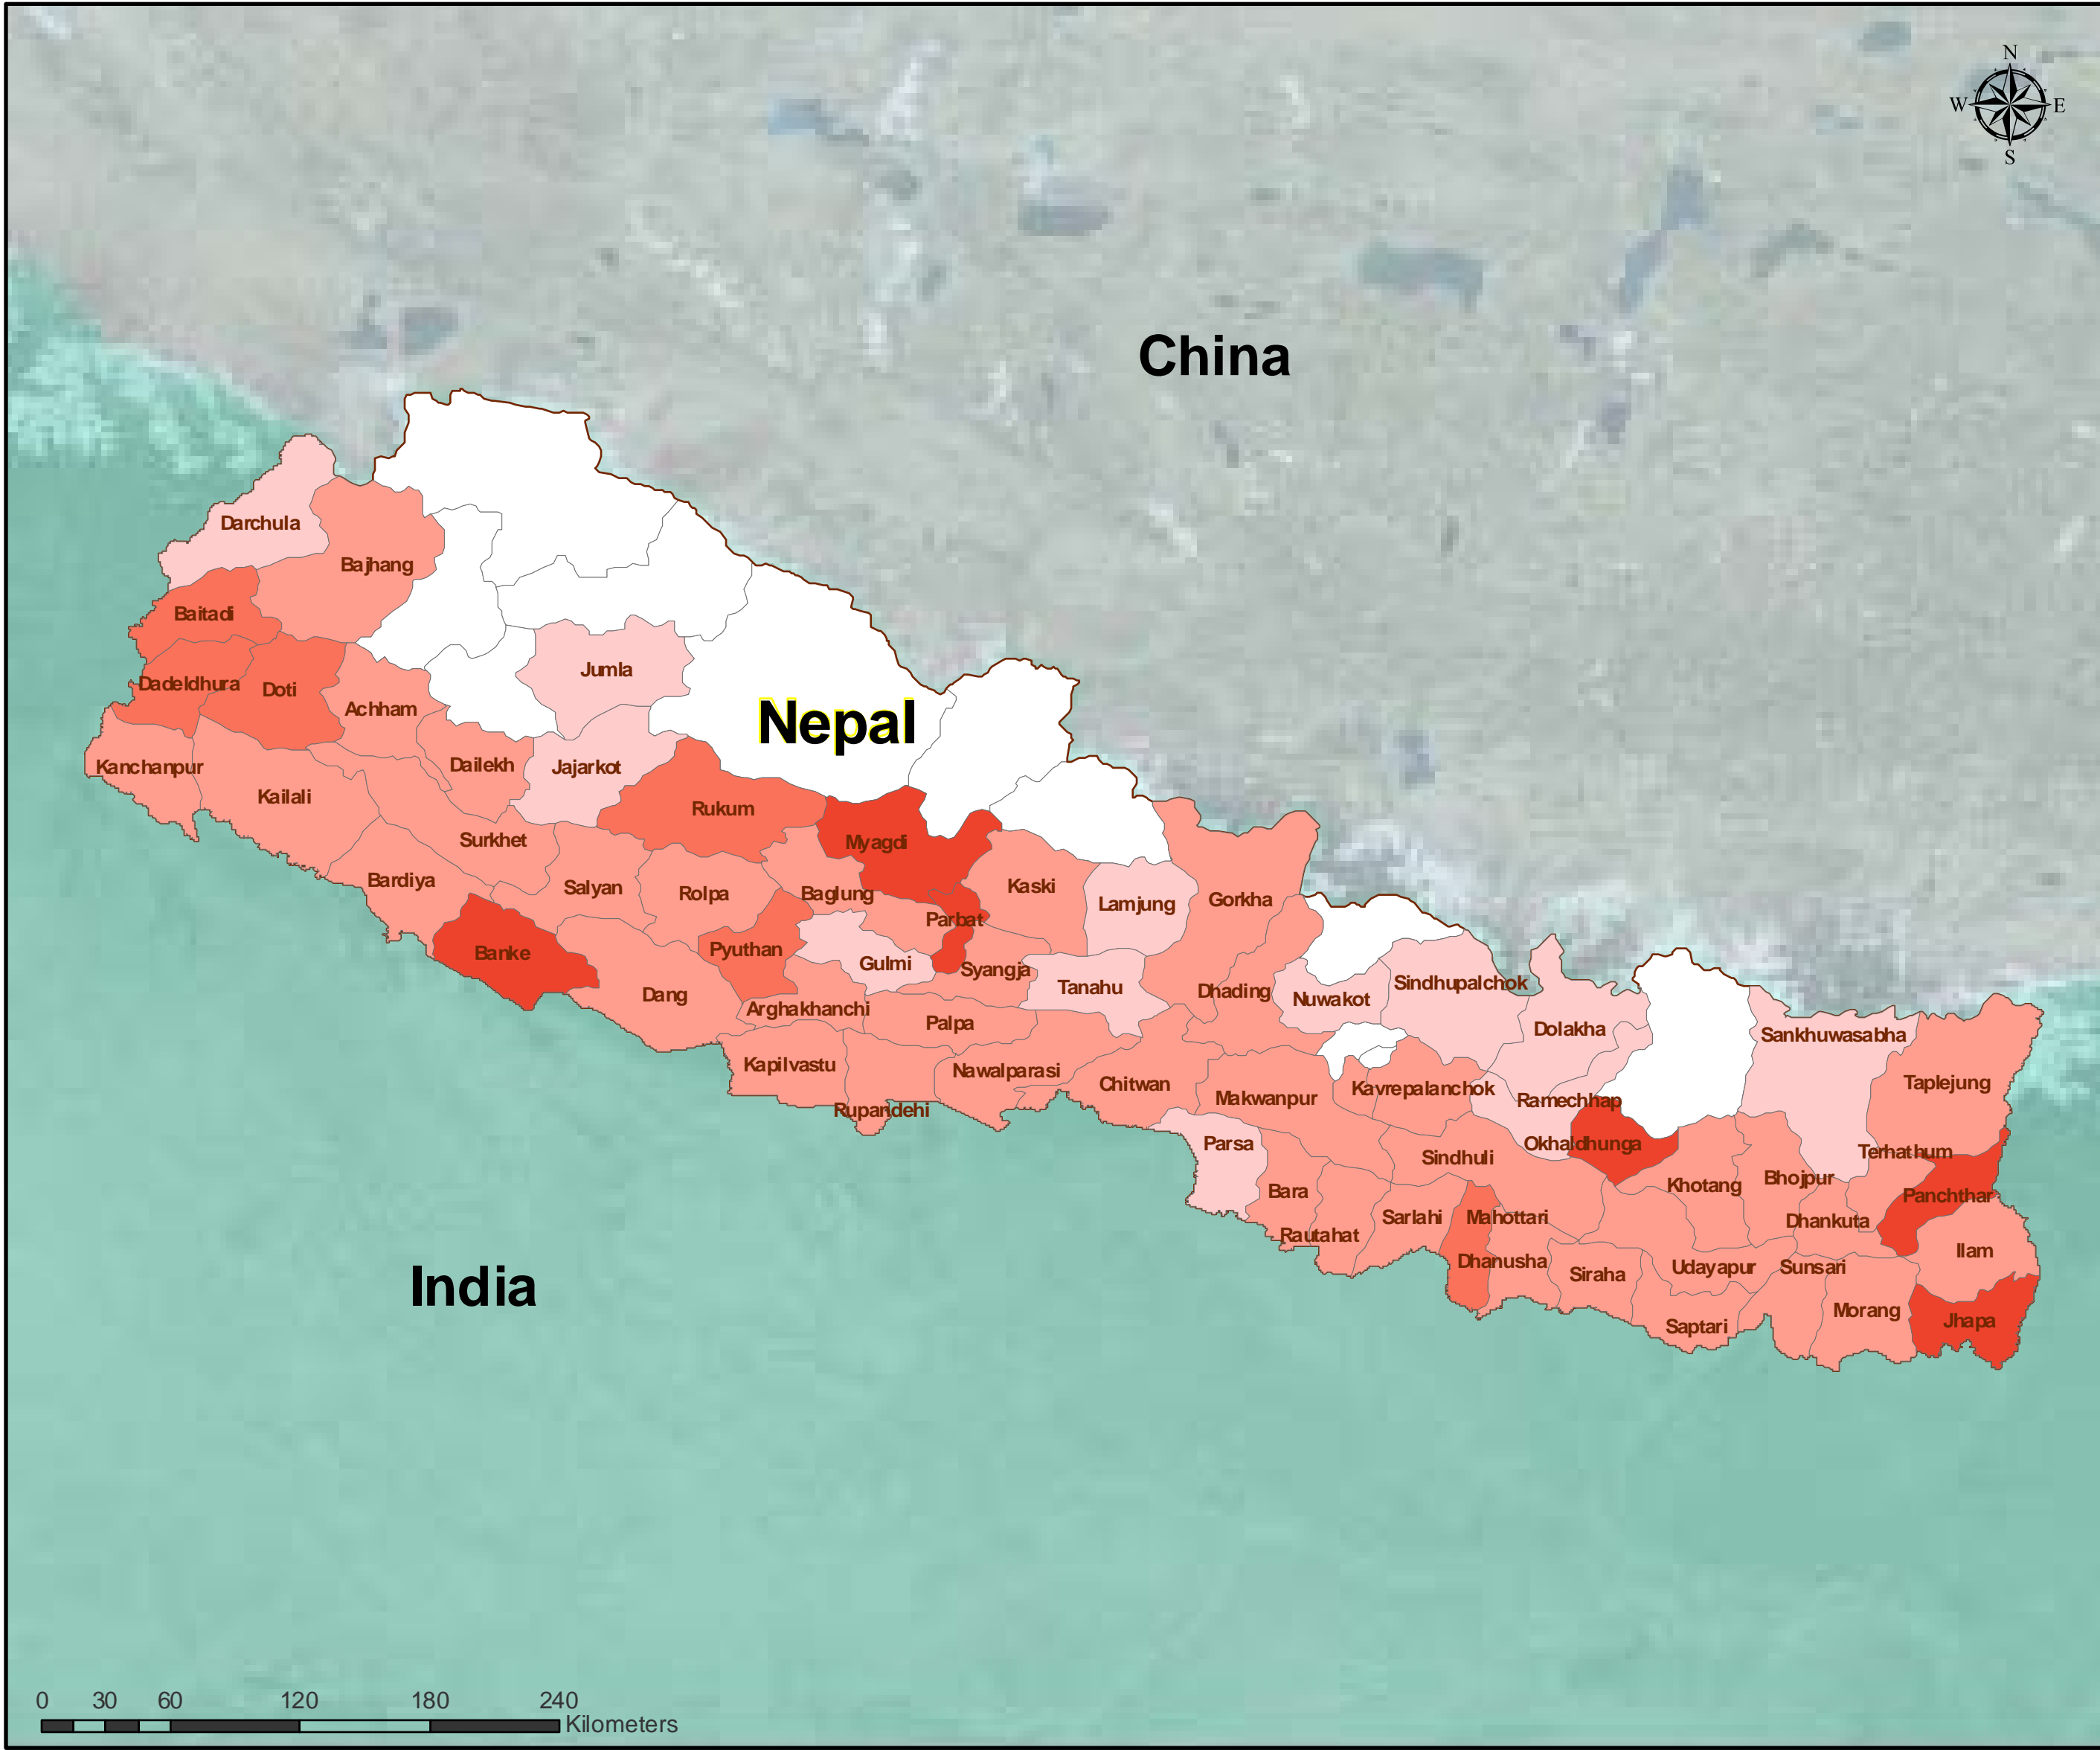 N
W E
S
China
Darchula
Bajhang
Baitadi
Jumla
Dadeldhura
Doti
Achham
Nepal
Kanchanpur
Dailekh
Jajarkot
Kailali
Rukum
Surkhet
Myagdi
Bardiya
Salyan
Rolpa
Baglung
Kaski
Lamjung
Gorkha
Parbat
Banke
Pyuthan
Gulmi
Syangja
Dang
Tanahu
Dhading
Nuwakot
Sindhupalchok
Arghakhanchi
Palpa
Dolakha
Sankhuwasabha
Kapilvastu
Nawalparasi
Chitwan
Makwanpur
Kavrepalanchok
Taplejung
Rupandehi
Ramechhap
Parsa
Okhaldhunga
Terhathum
Sindhuli
Khotang
Bhojpur
Bara
Panchthar
Sarlahi
Mahottari
Dhankuta
Rautahat
Ilam
Dhanusha
Siraha
Udayapur
Sunsari
India
Morang
Jhapa
Saptari
0 30 60 120 180 240
Kilometers